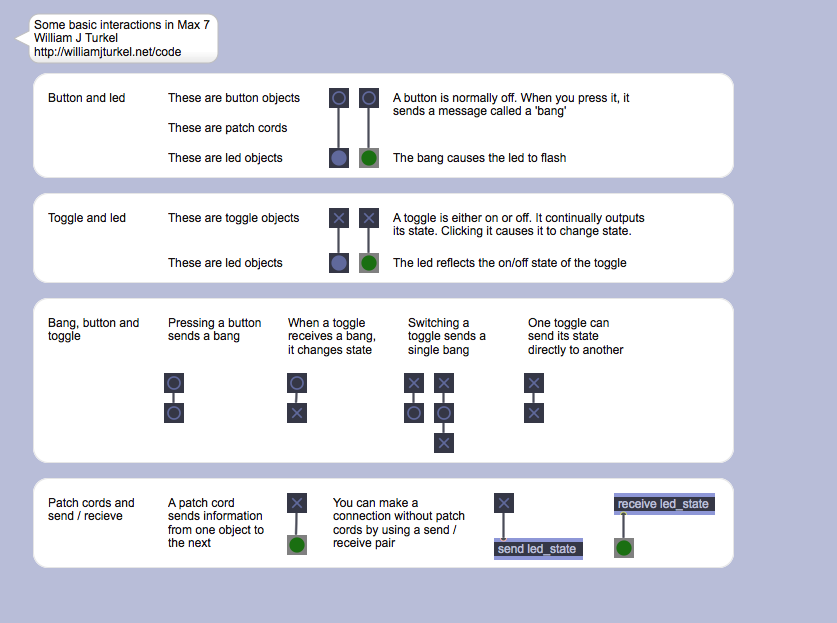 Some basic interactions in Max 7
William J Turkel
http://williamjturkel.net/code
Button and led
These are button objects
A button is normally off. When you press it, it
sends a message called a 'bang'
These are patch cords
These are led objects
The bang causes the led to flash
Toggle and led
These are toggle objects
A toggle is either on or off. It continually outputs
its state. Clicking it causes it to change state.
These are led objects
The led reflects the on/off state of the toggle
Bang, button and
toggle
Pressing a button
sends a bang
When a toggle
receives a bang,
it changes state
Switching a
toggle sends a
single bang
One toggle can
send its state
directly to another
Patch cords and
send / recieve
A patch cord
sends information
from one object to
the next
You can make a
connection without patch
cords by using a send /
receive pair
send led_state
receive led_state